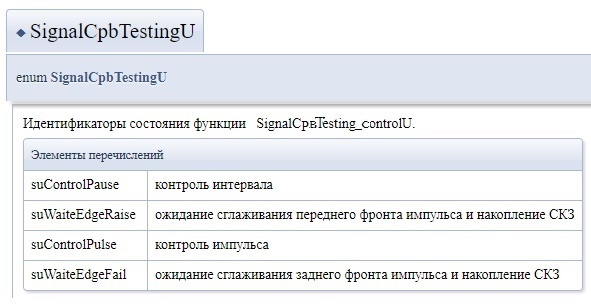 SignalCpbTestingU
enum SignalCpbTestingU
Идентификаторы состояния функции SignalCpвTesting_controlU.
Элементы перечислений
suControlPause контроль интервала
suWaiteEdgeRaise ожидание сглаживания переднего фронта импульса и накопление СКЗ
suControlPulse контроль импульса
suWaiteEdgeFail ожидание сглаживания заднего фронта импульса и накопление СКЗ